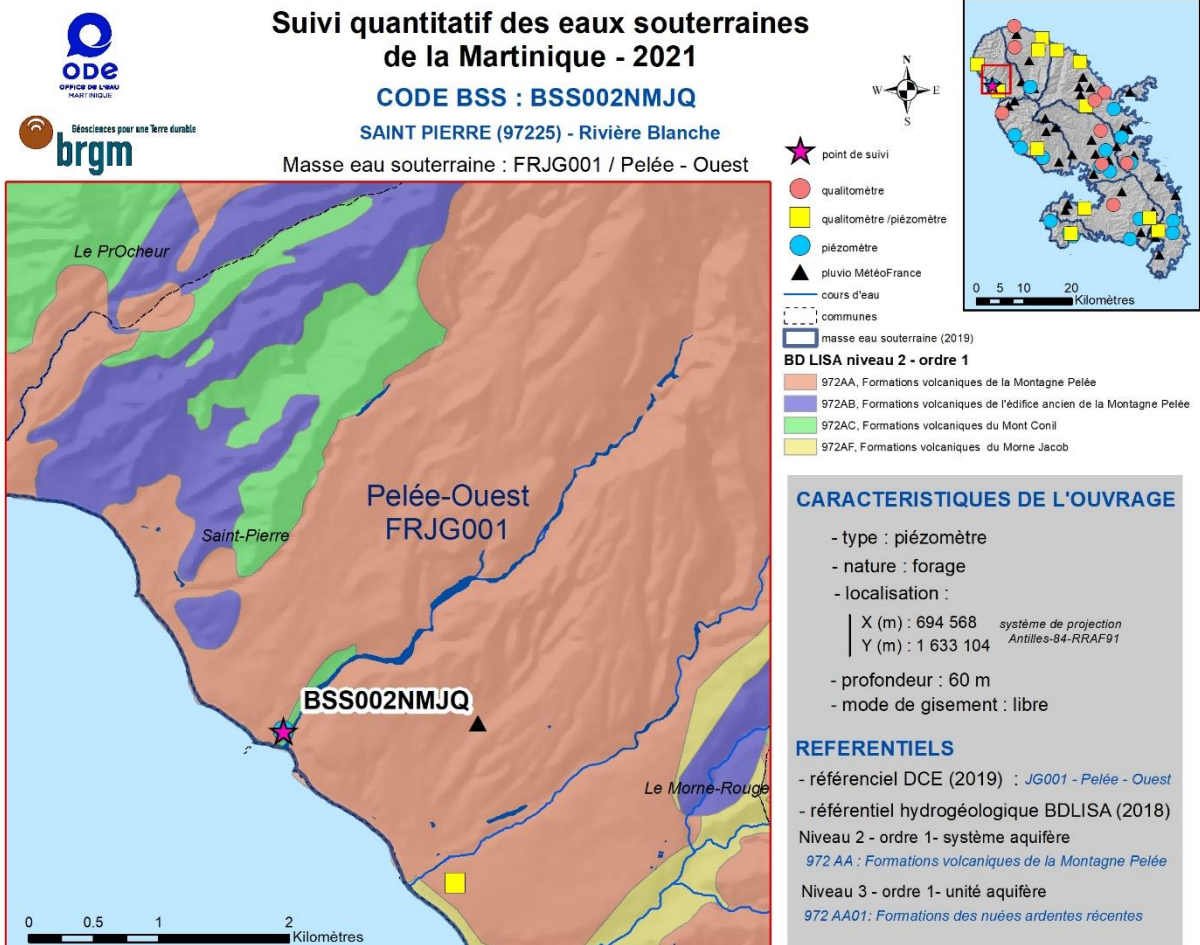 ODE
OFFICE DE L'EAU
MARTINIQUE
Géosciences pour une Terre durable
brgm
Suivi quantitatif des eaux souterraines
de la Martinique - 2021
CODE BSS : BSS002NMJQ
SAINT PIERRE (97225) - Rivière Blanche
Masse eau souterraine : FRJG001 / Pelée - Ouest
N
W
E
S
point de suivi
qualitomètre
qualitomètre /piézomètre
piézomètre
pluvio MétéoFrance
cours d'eau
communes
masse eau souterraine (2019)
BD LISA niveau 2 - ordre 1
972AA, Formations volcaniques de la Montagne Pelée
972AB, Formations volcaniques de l'édifice ancien de la Montagne Pelée
972AC, Formations volcaniques du Mont Conil
972AF, Formations volcaniques du Morne Jacob
0 5 10 20
Kilomètres
Le PrOcheur
Pelée-Ouest
FRJG001
Saint-Pierre
BSS002NMJQ
Le Morne-Rouge
0 0.5 1 2
Kilomètres
CARACTERISTIQUES DE L'OUVRAGE
- type : piézomètre
- nature : forage
- localisation :
X (m) : 694 568
Y (m) : 1 633 104
système de projection
Antilles-84-RRAF91
- profondeur : 60 m
- mode de gisement : libre
REFERENTIELS
- référenciel DCE (2019) : JG001 - Pelée - Ouest
- référentiel hydrogéologique BDLISA (2018)
Niveau 2 - ordre 1- système aquifère
972 AA : Formations volcaniques de la Montagne Pelée
Niveau 3 - ordre 1- unité aquifère
972 AA01: Formations des nuées ardentes récentes